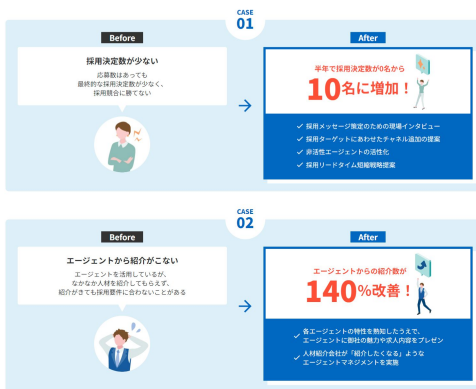 CASE
01
Before
採用決定数が少ない
応募数はあっても
最終的な採用決定数が少なく、
採用競合に勝てない
After
半年で採用決定数が0名から
10名に増加！
採用メッセージ策定のための現場インタビュー
採用ターゲットにあわせたチャネル追加の提案
非活性エージェントの活性化
採用リードタイム短縮戦略提案
CASE
02
Before
エージェントから紹介がこない
エージェントを活用しているが、
なかなか人材を紹介してもらえず、
紹介がきても採用要件に合わないことがある
After
エージェントからの紹介数が
140%改善！
各エージェントの特性を熟知したうえで、
エージェントに御社の魅力や求人内容をプレゼン
人材紹介会社が「紹介したくなる」ような
エージェントマネジメントを実施